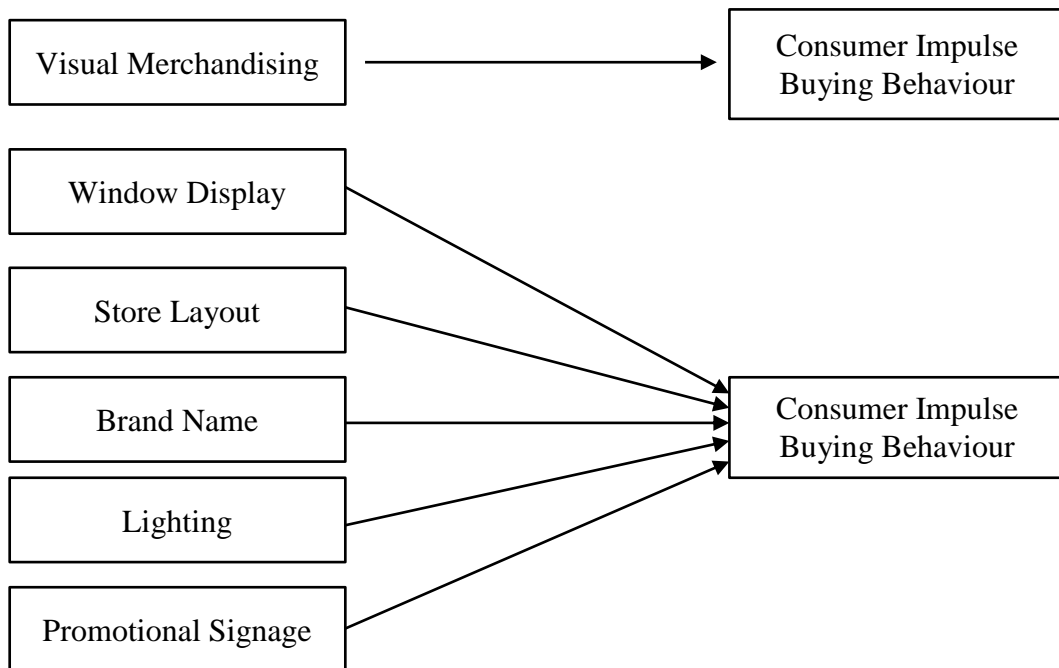 Visual Merchandising
Consumer Impulse
Buying Behaviour
Window Display
Store Layout
Brand Name
Consumer Impulse
Buying Behaviour
Lighting
Promotional Signage